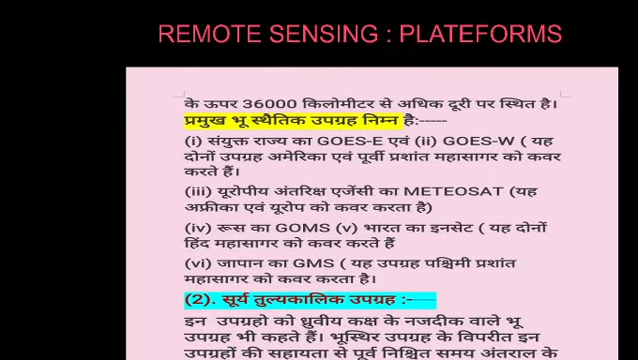 REMOTE SENSING : PLATEFORMS
के ऊपर 36000 किलोमीटर से अधिक दूरी पर स्थित है।
प्रमुख भू स्थैतिक उपग्रह निम्न है:-----
(i) संयुक्त राज्य का GOES-E एवं (ii) GOES-W ( यह
दोनों उपग्रह अमेरिका एवं पूर्वी प्रशांत महासागर को कवर
करते हैं।
(iii) यूरोपीय अंतरिक्ष एजेंसी का METEOSAT (यह
अफ्रीका एवं यूरोप को कवर करता है)
(iv) रूस का GOMS (v) भारत का इनसेट ( यह दोनों
हिंद महासागर को कवर करते हैं
(vi) जापान का GMS ( यह उपग्रह पश्चिमी प्रशांत
महासागर को कवर करता है।
(2). सूर्य तुल्यकालिक उपग्रह :-----
इन उपग्रहो को ध्रुवीय कक्ष के नजदीक वाले भू
उपग्रह भी कहते हैं। भूस्थिर उपग्रह के विपरीत इन
उपग्रहों की सहायता से पूर्व निश्चित समय अंतराल के